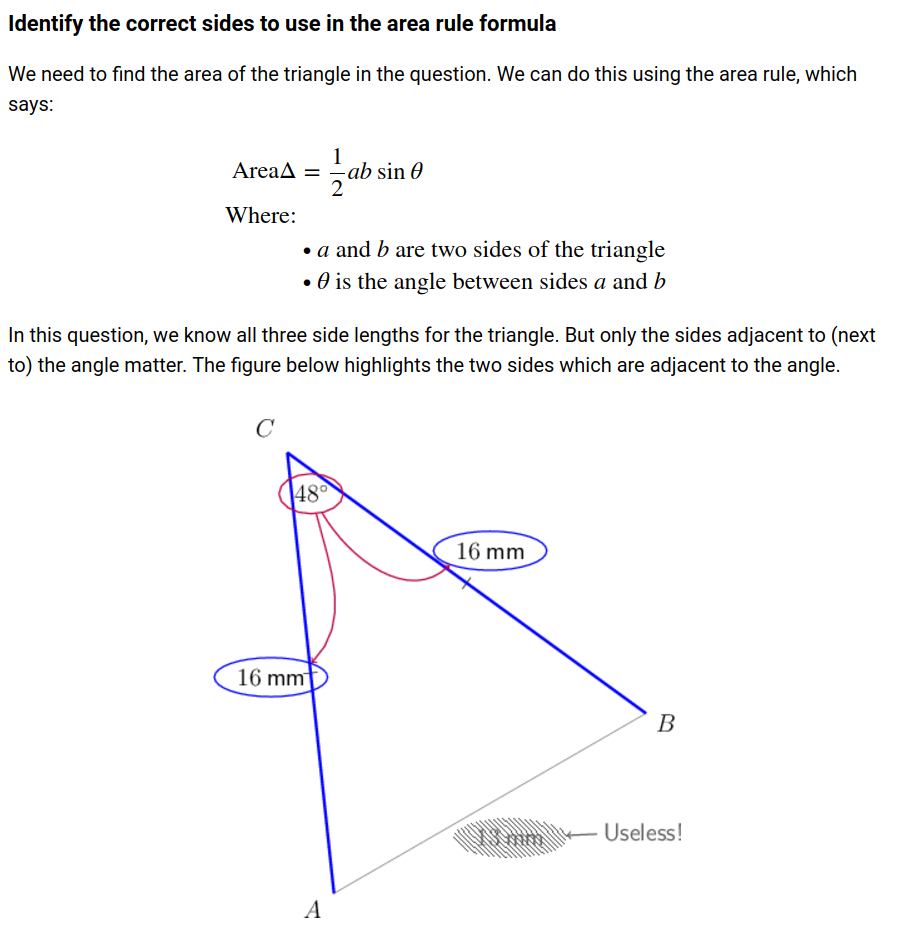 Identify the correct sides to use in the area rule formula
We need to find the area of the triangle in the question. We can do this using the area rule, which
says:
AreaΔ = 1/2 ab sin θ
Where:
• a and b are two sides of the triangle
• θ is the angle between sides a and b
In this question, we know all three side lengths for the triangle. But only the sides adjacent to (next
to) the angle matter. The figure below highlights the two sides which are adjacent to the angle.
C
48°
16 mm
16 mm
B
13 mm
Useless!
A